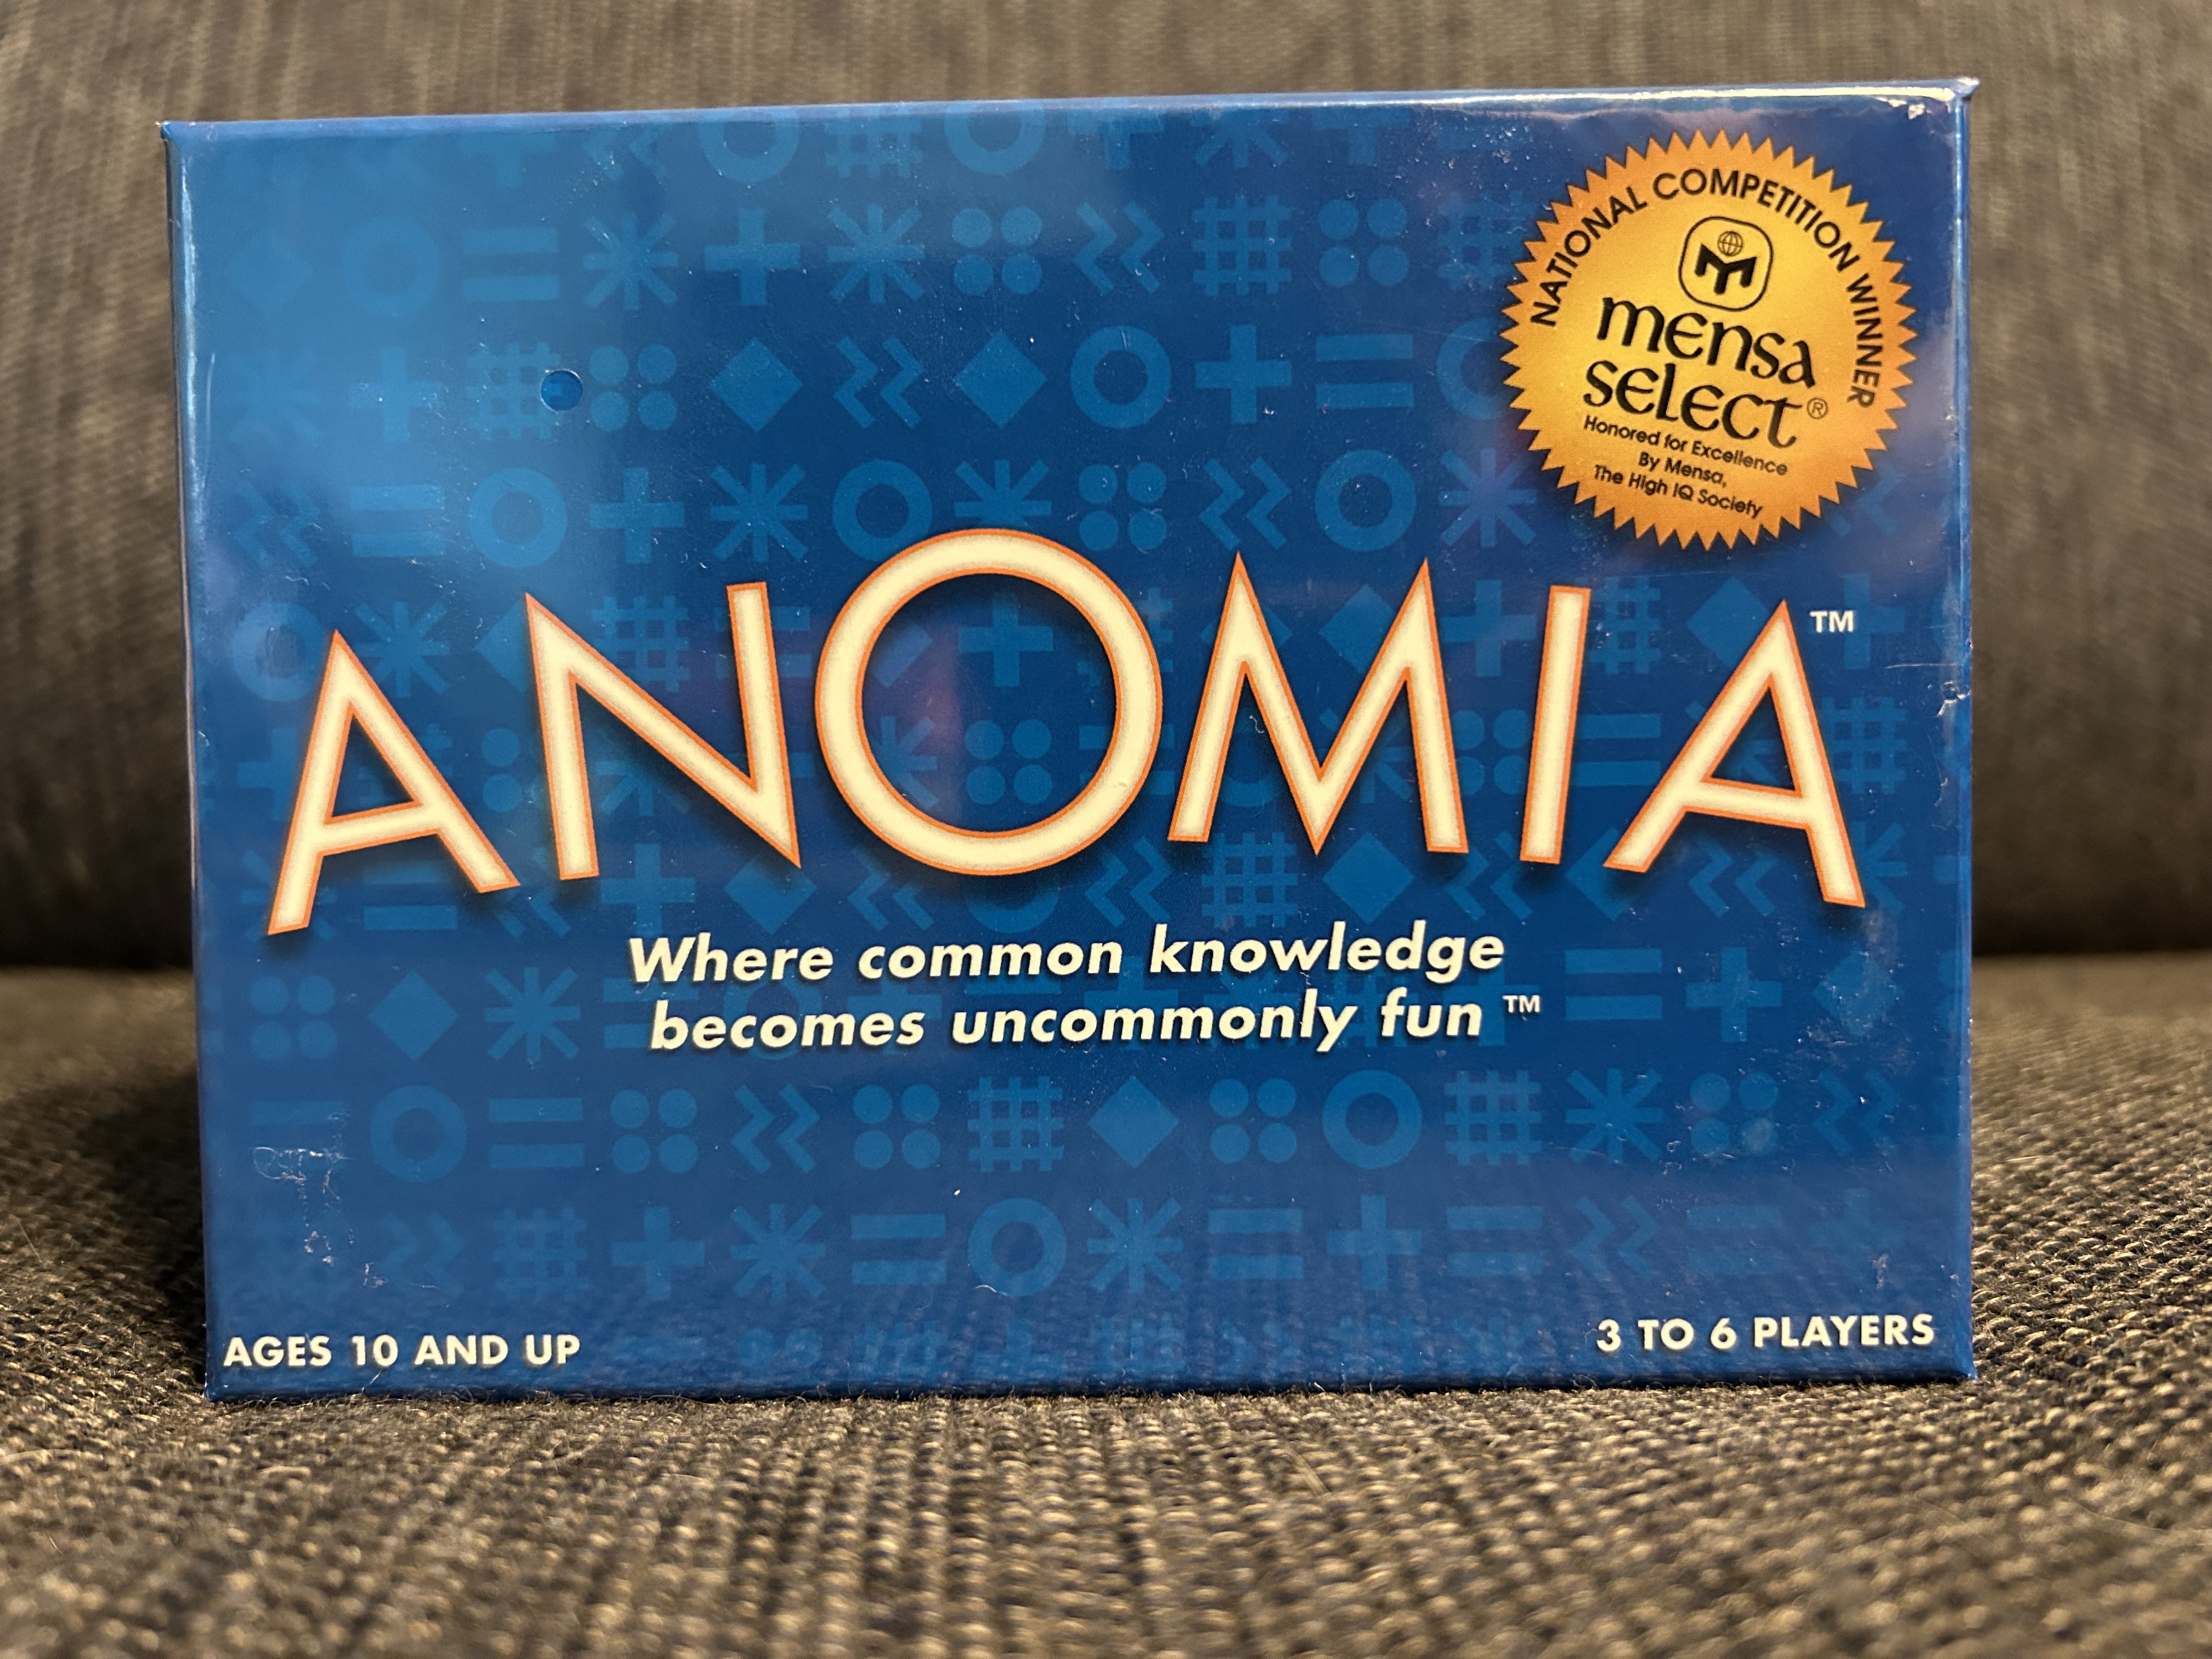 NATIONAL COMPETITION WINNER
mensa
SELECT®
Honored for Excellence
By Mensa,
The High IQ Society
ANOMIA™
Where common knowledge
becomes uncommonly fun™
AGES 10 AND UP
3 TO 6 PLAYERS